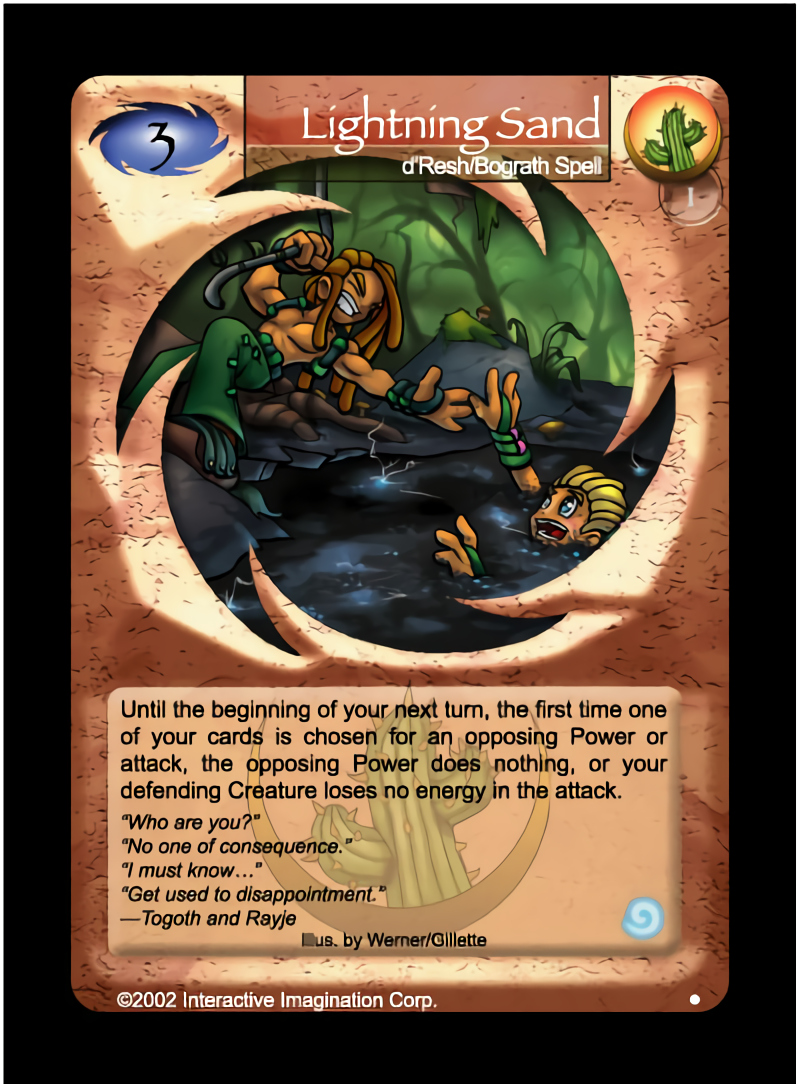 3
Lightning Sand
d'Resh/Bograth Spell
I
Until the beginning of your next turn, the first time one
of your cards is chosen for an opposing Power or
attack, the opposing Power does nothing, or your
defending Creature loses no energy in the attack.
"Who are you?"
"No one of consequence."
"I must know…"
"Get used to disappointment."
—Togoth and Rayje
Illus. by Werner/Gillette
©2002 Interactive Imagination Corp.